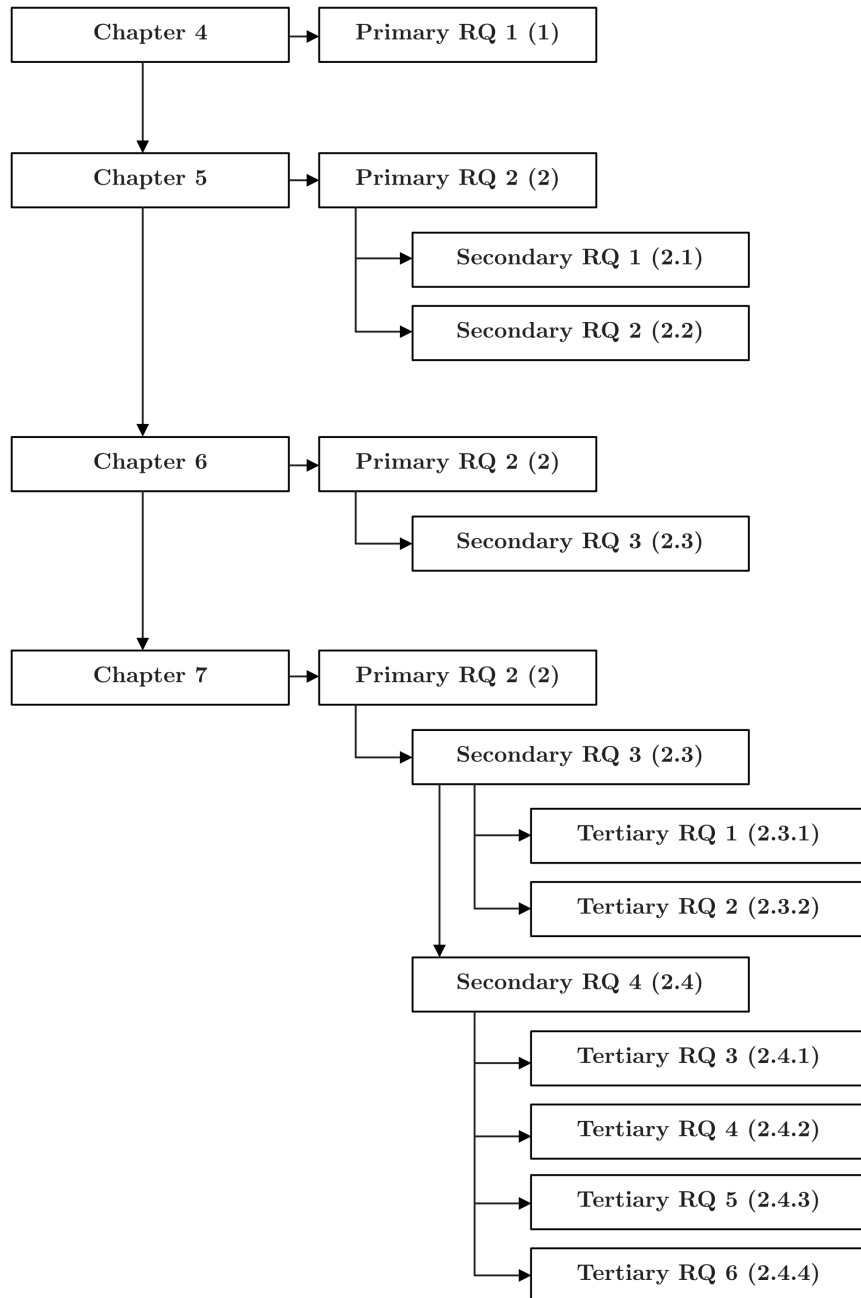 Chapter 4
Primary RQ 1 (1)
Chapter 5
Primary RQ 2 (2)
Secondary RQ 1 (2.1)
Secondary RQ 2 (2.2)
Chapter 6
Primary RQ 2 (2)
Secondary RQ 3 (2.3)
Chapter 7
Primary RQ 2 (2)
Secondary RQ 3 (2.3)
Tertiary RQ 1 (2.3.1)
Tertiary RQ 2 (2.3.2)
Secondary RQ 4 (2.4)
Tertiary RQ 3 (2.4.1)
Tertiary RQ 4 (2.4.2)
Tertiary RQ 5 (2.4.3)
Tertiary RQ 6 (2.4.4)